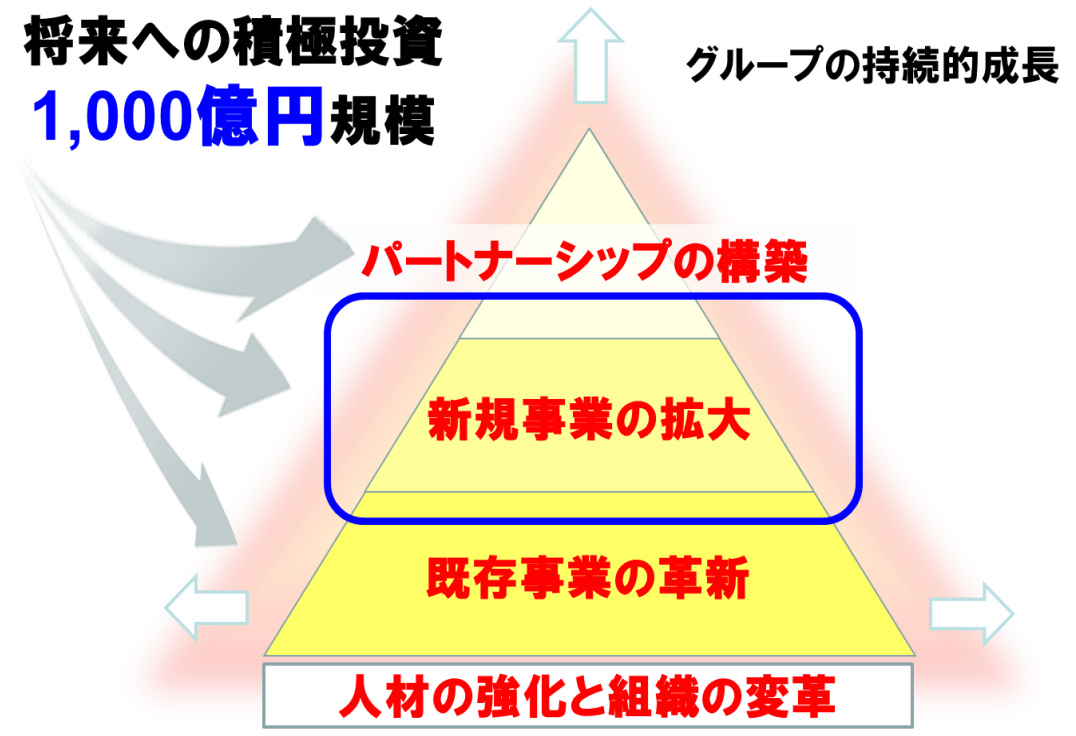 将来への積極投資
1,000億円規模
グループの持続的成長
パートナーシップの構築
新規事業の拡大
既存事業の革新
人材の強化と組織の変革